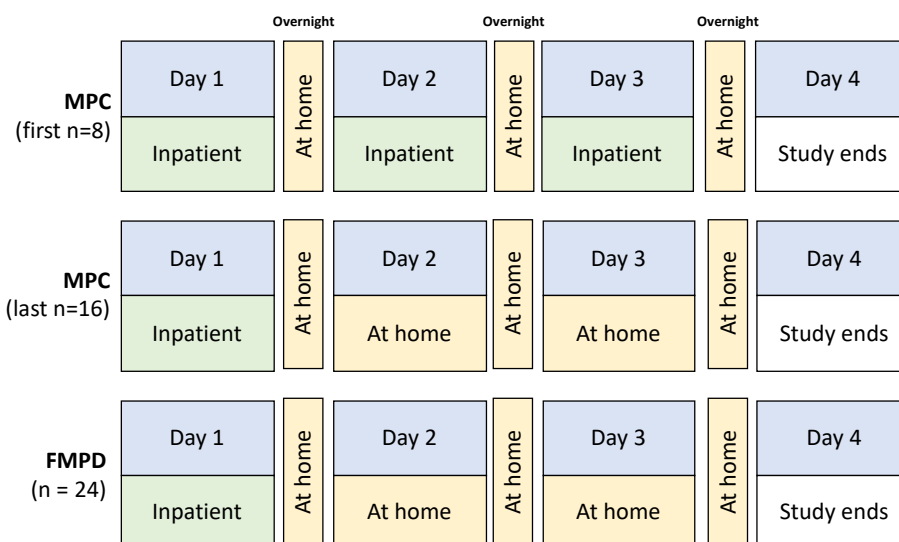 Overnight Overnight Overnight
Day 1 Day 2 Day 3 Day 4
MPC
(first n=8)
At home At home At home
Inpatient Inpatient Inpatient Study ends
Day 1 Day 2 Day 3 Day 4
MPC
(last n=16)
At home At home At home
Inpatient At home At home Study ends
Day 1 Day 2 Day 3 Day 4
FMPD
(n = 24)
At home At home At home
Inpatient At home At home Study ends